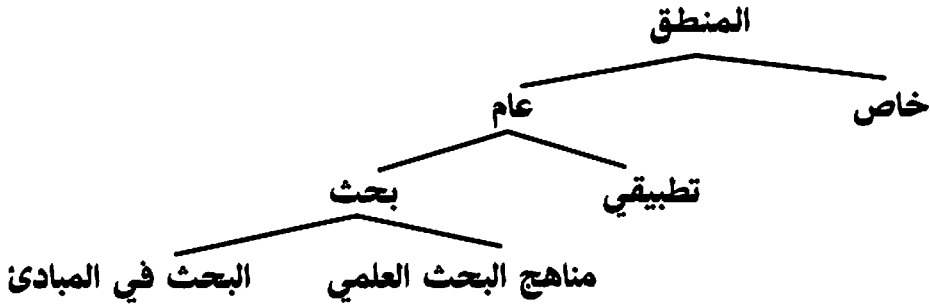 المنطق
خاص
عام
تطبيقي
بحث
مناهج البحث العلمي
البحث في المبادئ